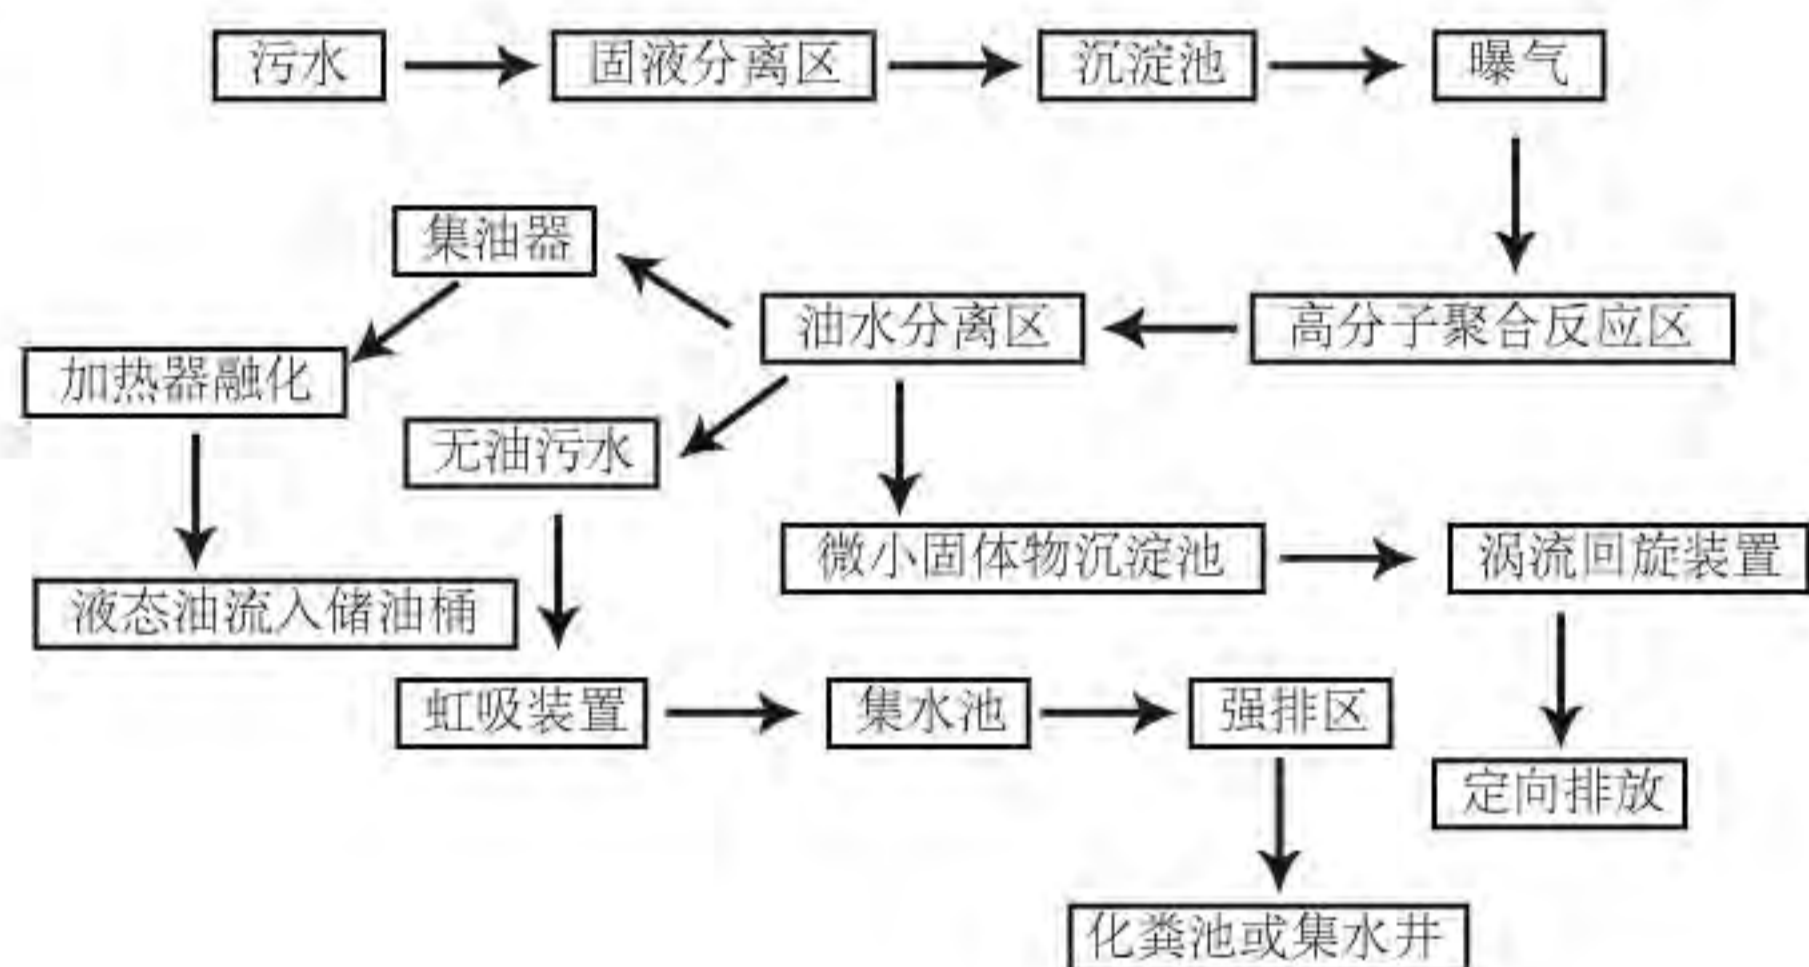 污水
固液分离区
沉淀池
曝气
集油器
油水分离区
高分子聚合反应区
加热器融化
无油污水
微小固体物沉淀池
涡流回旋装置
液态油流入储油桶
虹吸装置
集水池
强排区
定向排放
化粪池或集水井